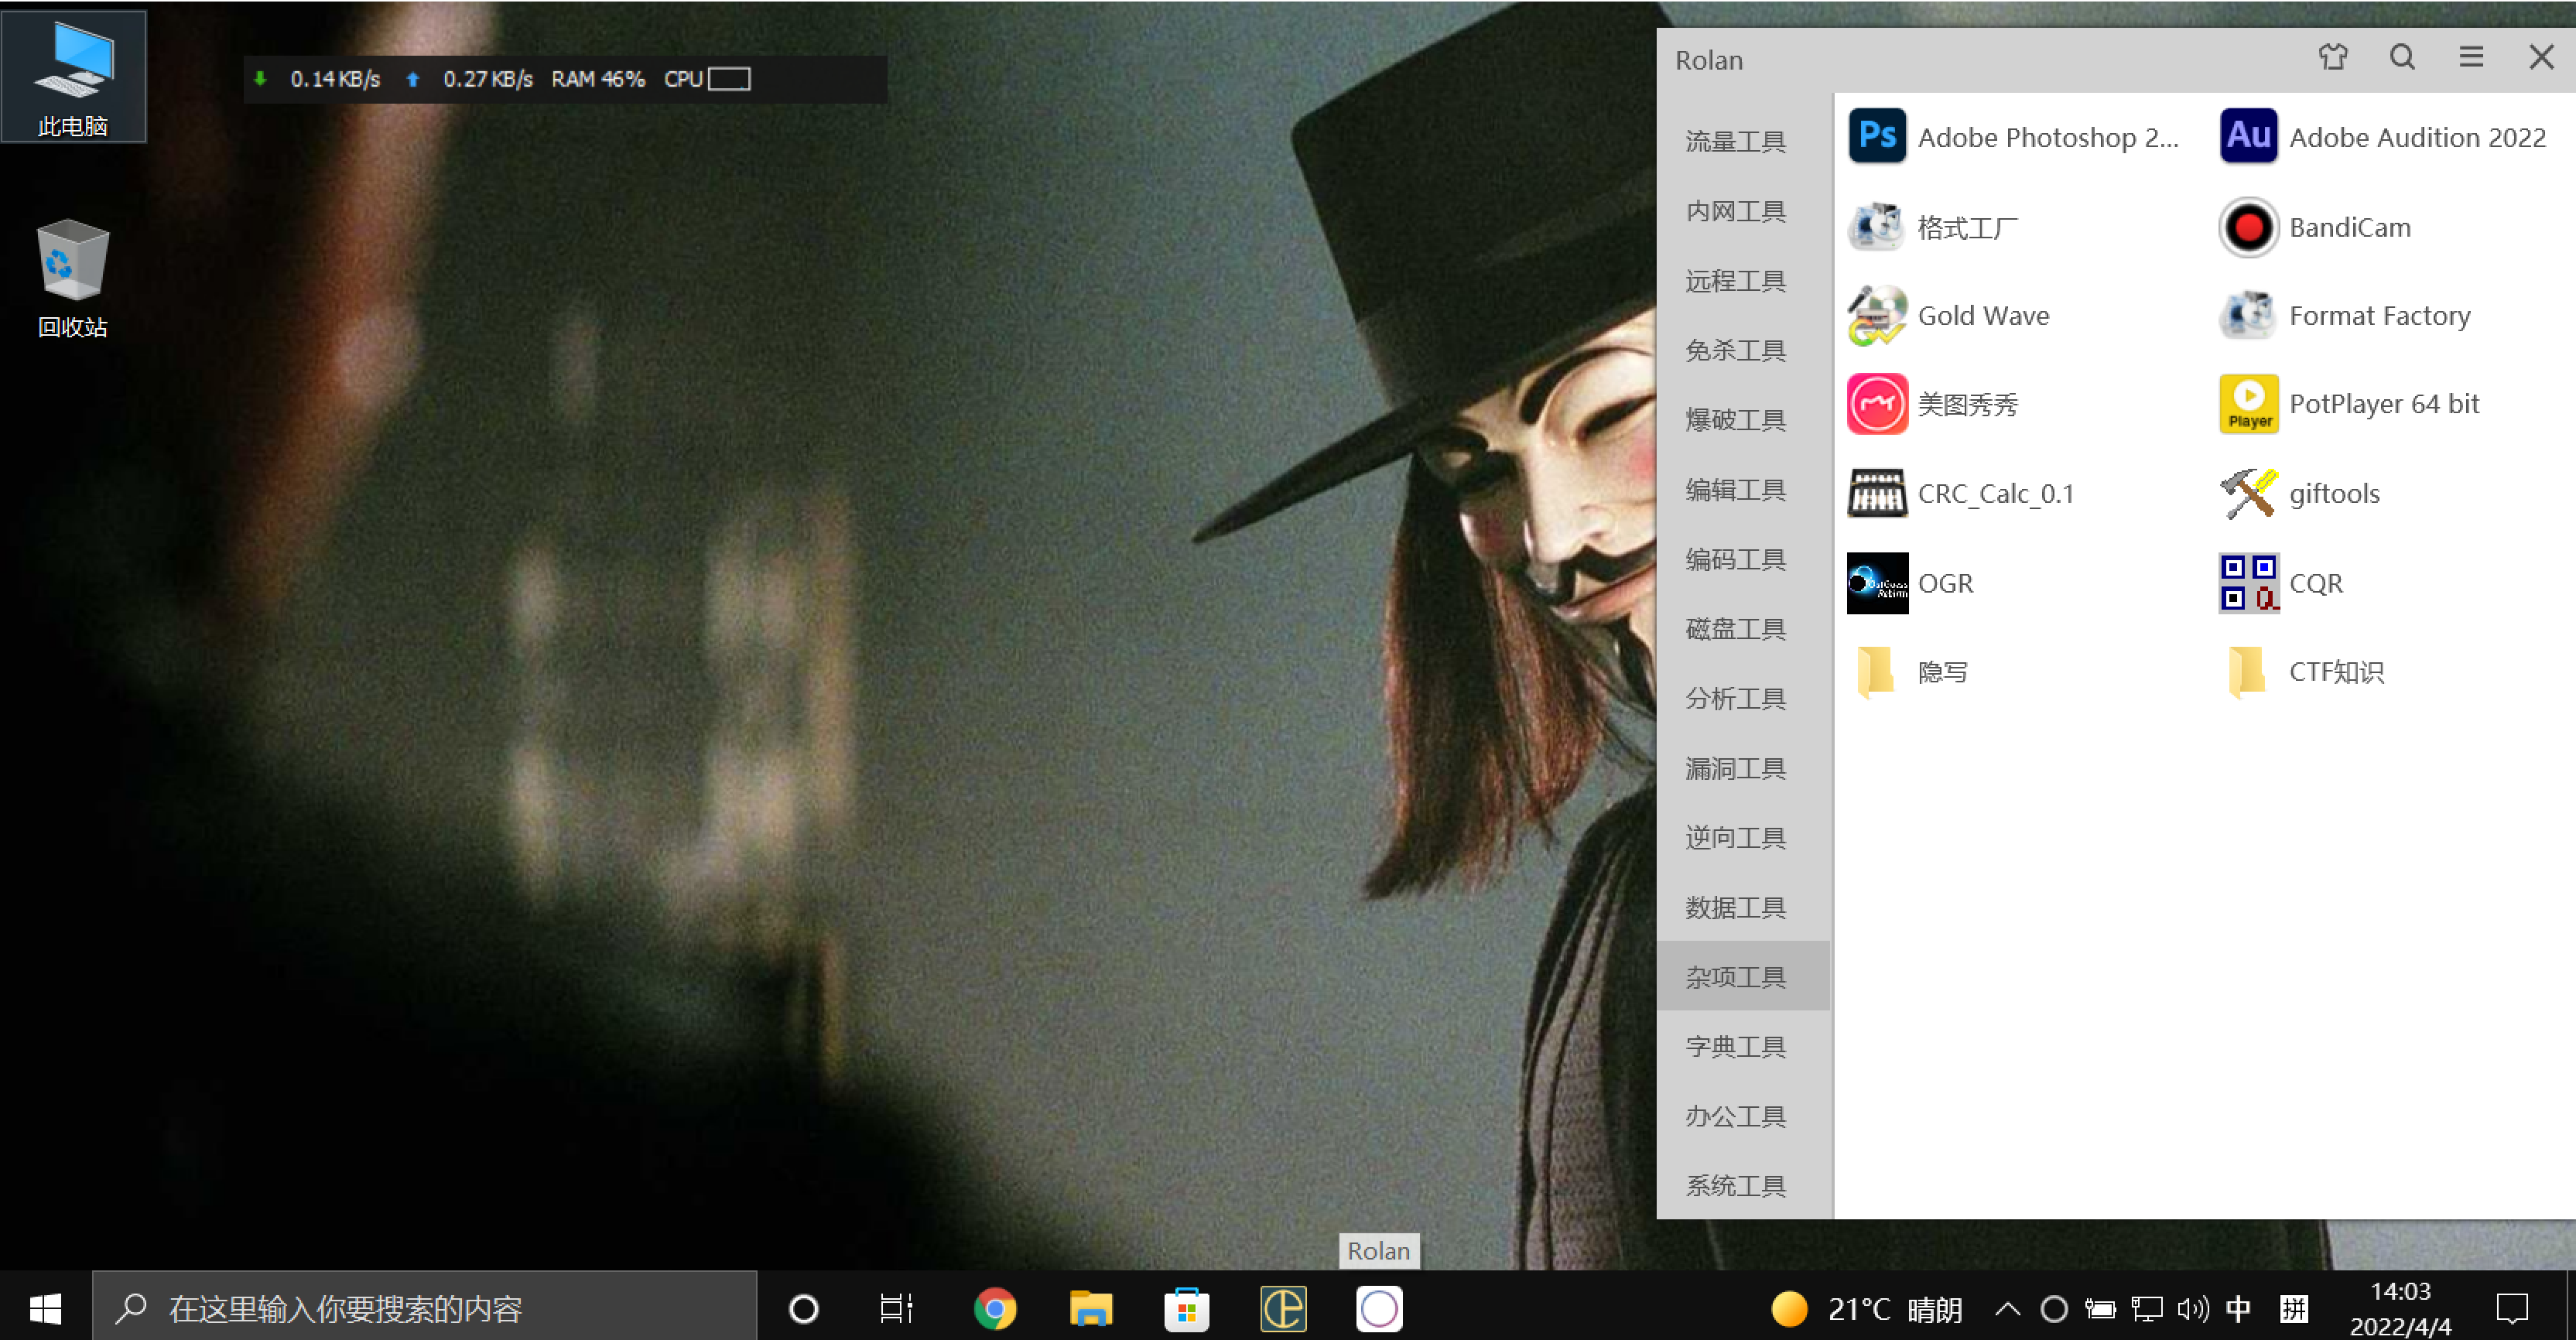 此电脑
回收站
0.14 KB/s 0.27 KB/s RAM 46% CPU
Rolan
流量工具
内网工具
远程工具
免杀工具
爆破工具
编辑工具
编码工具
磁盘工具
分析工具
漏洞工具
逆向工具
数据工具
杂项工具
字典工具
办公工具
系统工具
Ps Adobe Photoshop 2...
Au Adobe Audition 2022
格式工厂
BandiCam
Gold Wave
Format Factory
美图秀秀
Player PotPlayer 64 bit
CRC_Calc_0.1
giftools
OGR
CQR
隐写
CTF知识
Rolan
在这里输入你要搜索的内容
21°C 晴朗
中
拼
14:03
2022/4/4